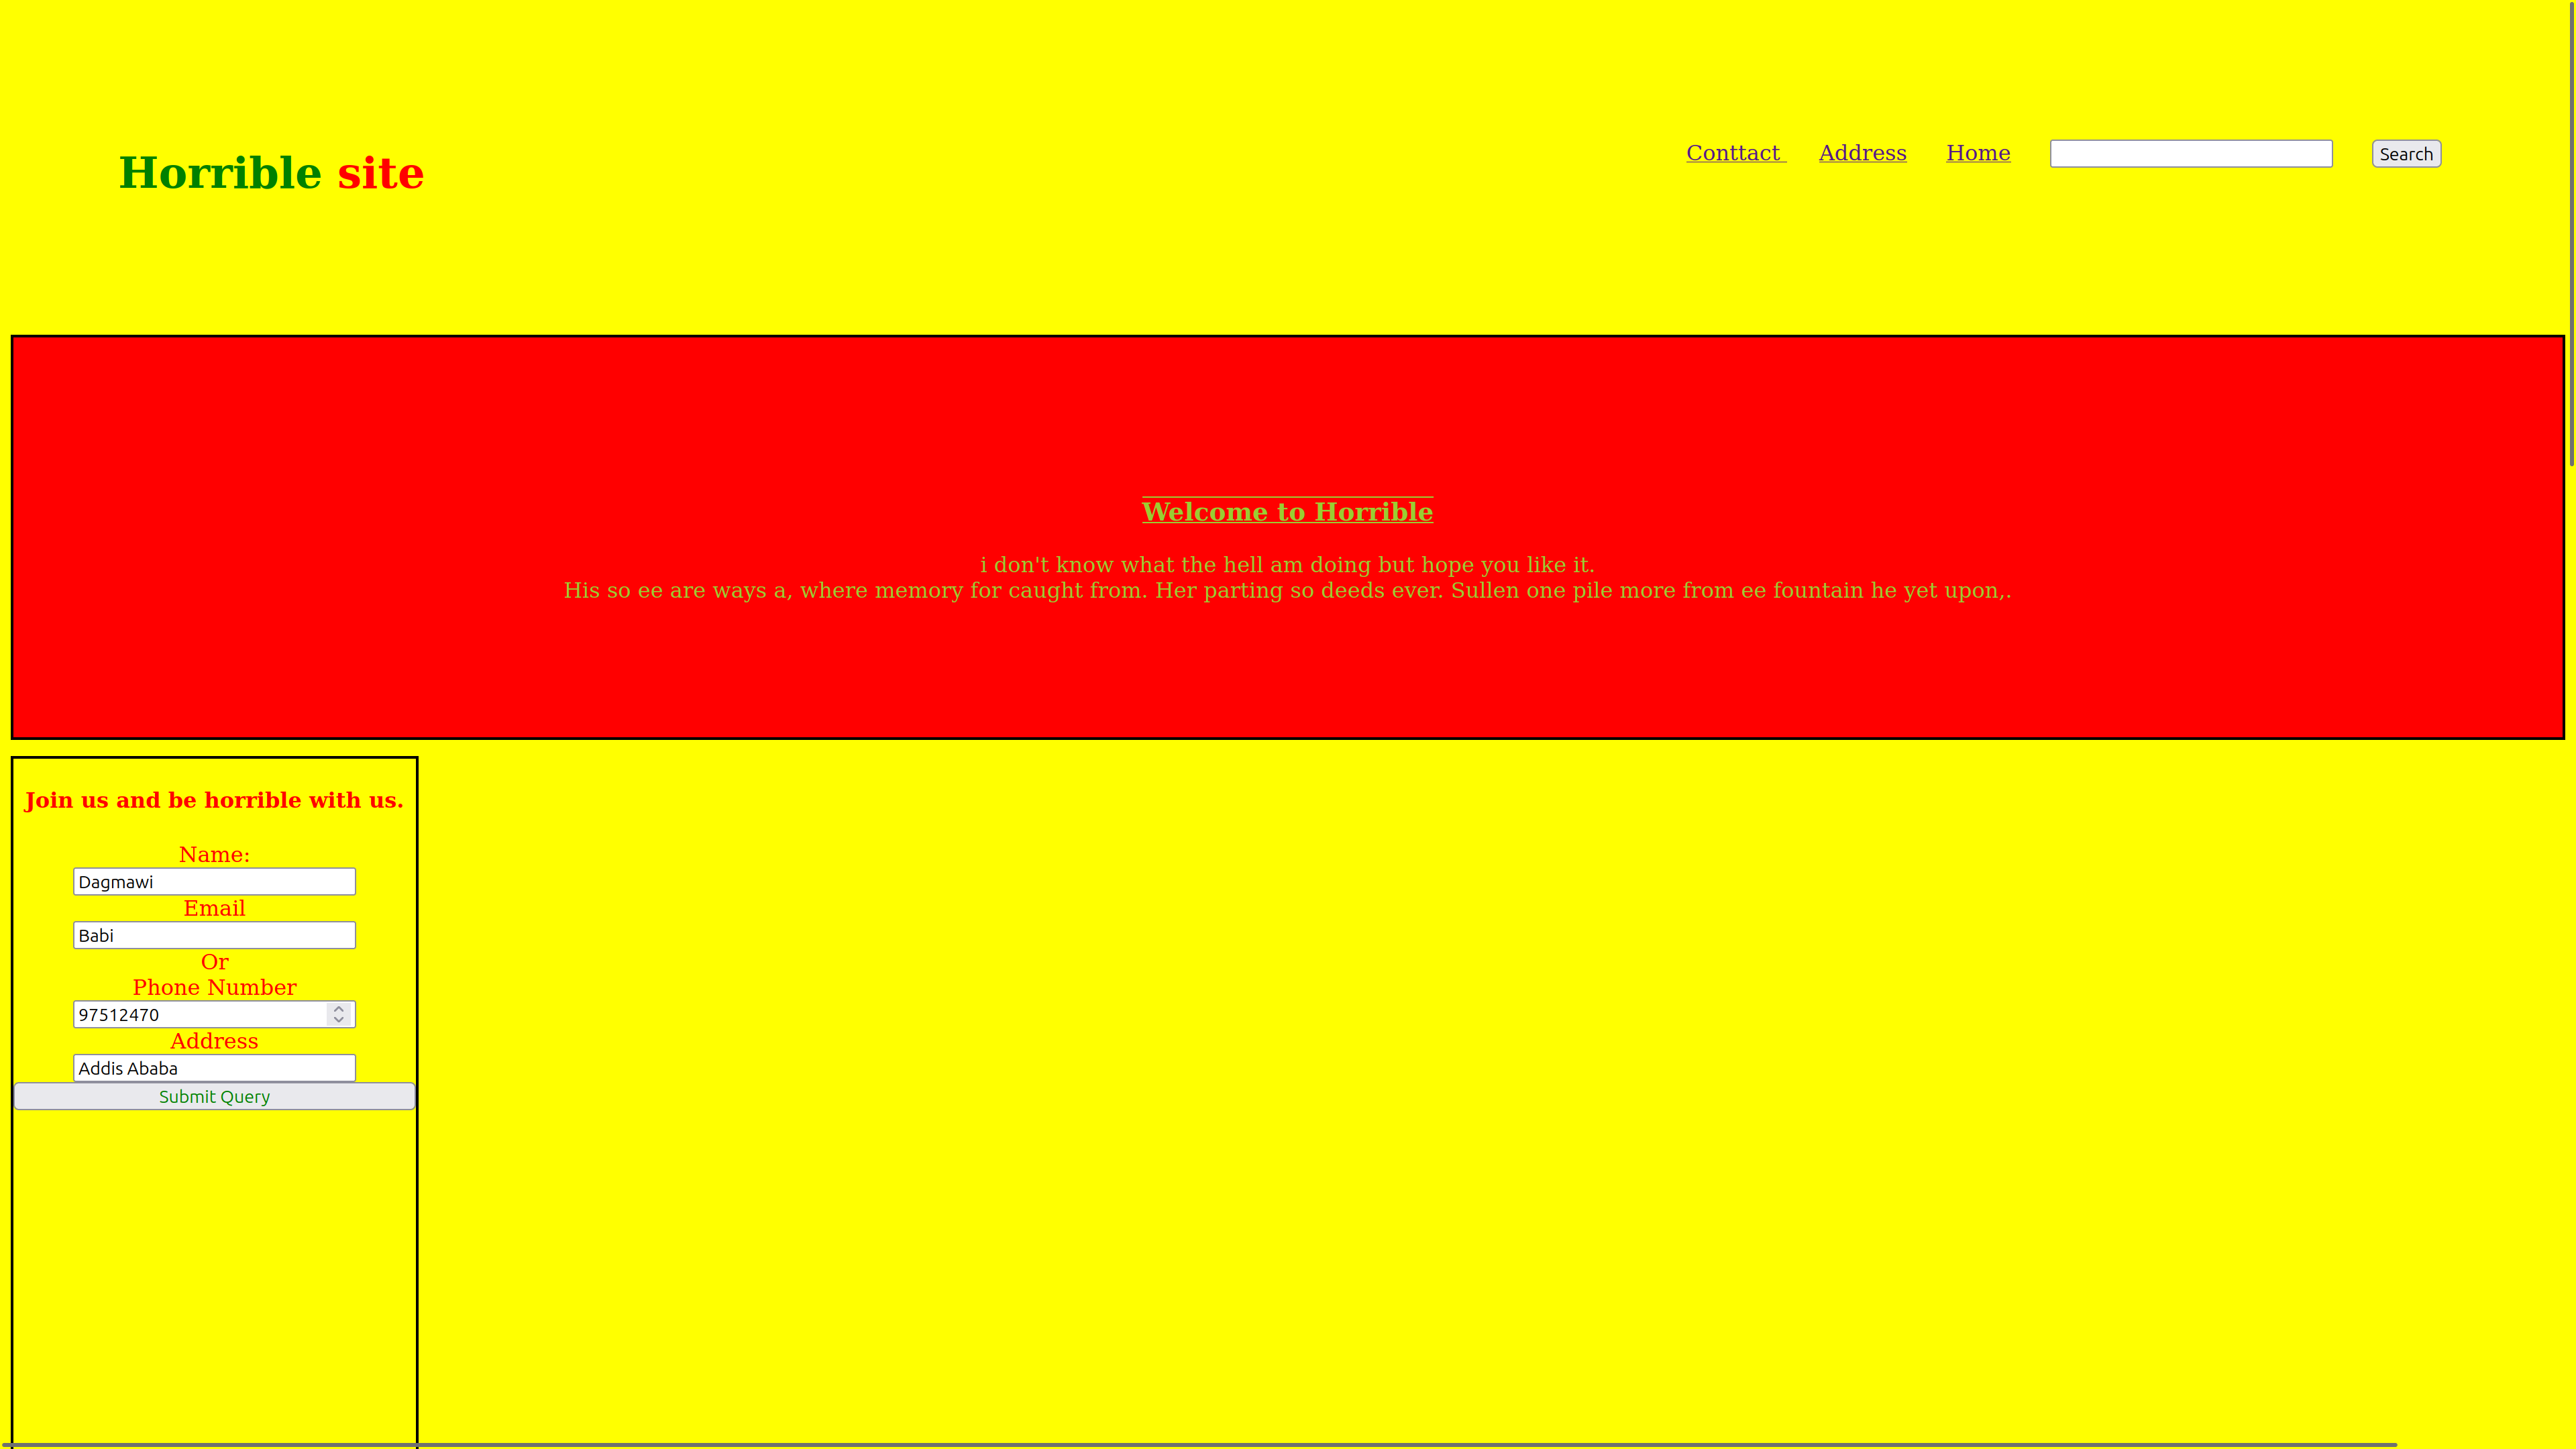 Horrible site
Conttact Address Home Search
Welcome to Horrible
i don't know what the hell am doing but hope you like it.
His so ee are ways a, where memory for caught from. Her parting so deeds ever. Sullen one pile more from ee fountain he yet upon,.
Join us and be horrible with us.
Name:
Dagmawi
Email
Babi
Or
Phone Number
97512470
Address
Addis Ababa
Submit Query